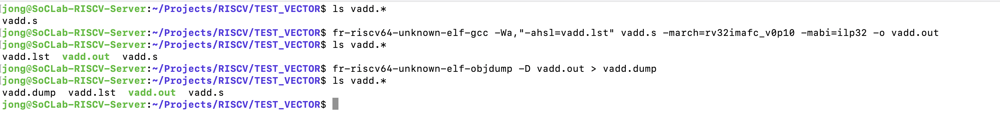 [jong@SoCLab-RISCV-Server:~/Projects/RISCV/TEST_VECTOR$ ls vadd.*
vadd.s
[jong@SoCLab-RISCV-Server:~/Projects/RISCV/TEST_VECTOR$ fr-riscv64-unknown-elf-gcc -Wa,"-ahsl=vadd.lst" vadd.s -march=rv32imafc_v0p10 -mabi=ilp32 -o vadd.out
[jong@SoCLab-RISCV-Server:~/Projects/RISCV/TEST_VECTOR$ ls vadd.*
vadd.lst  vadd.out  vadd.s
[jong@SoCLab-RISCV-Server:~/Projects/RISCV/TEST_VECTOR$ fr-riscv64-unknown-elf-objdump -D vadd.out > vadd.dump
[jong@SoCLab-RISCV-Server:~/Projects/RISCV/TEST_VECTOR$ ls vadd.*
vadd.dump  vadd.lst  vadd.out  vadd.s
jong@SoCLab-RISCV-Server:~/Projects/RISCV/TEST_VECTOR$